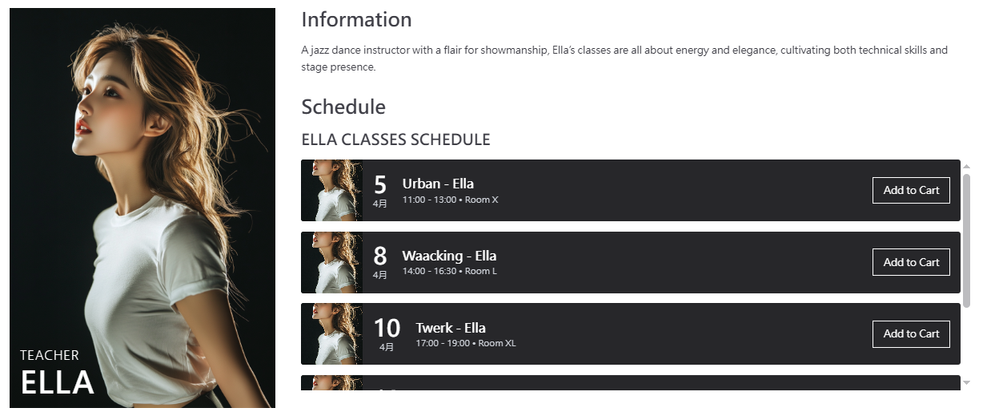 Information
A jazz dance instructor with a flair for showmanship, Ella's classes are all about energy and elegance, cultivating both technical skills and
stage presence.
Schedule
ELLA CLASSES SCHEDULE
5
4月
Urban - Ella
11:00 - 13:00 • Room X
Add to Cart
8
4月
Waacking - Ella
14:00 - 16:30 • Room L
Add to Cart
10
4月
Twerk - Ella
17:00 - 19:00 • Room XL
Add to Cart
TEACHER
ELLA